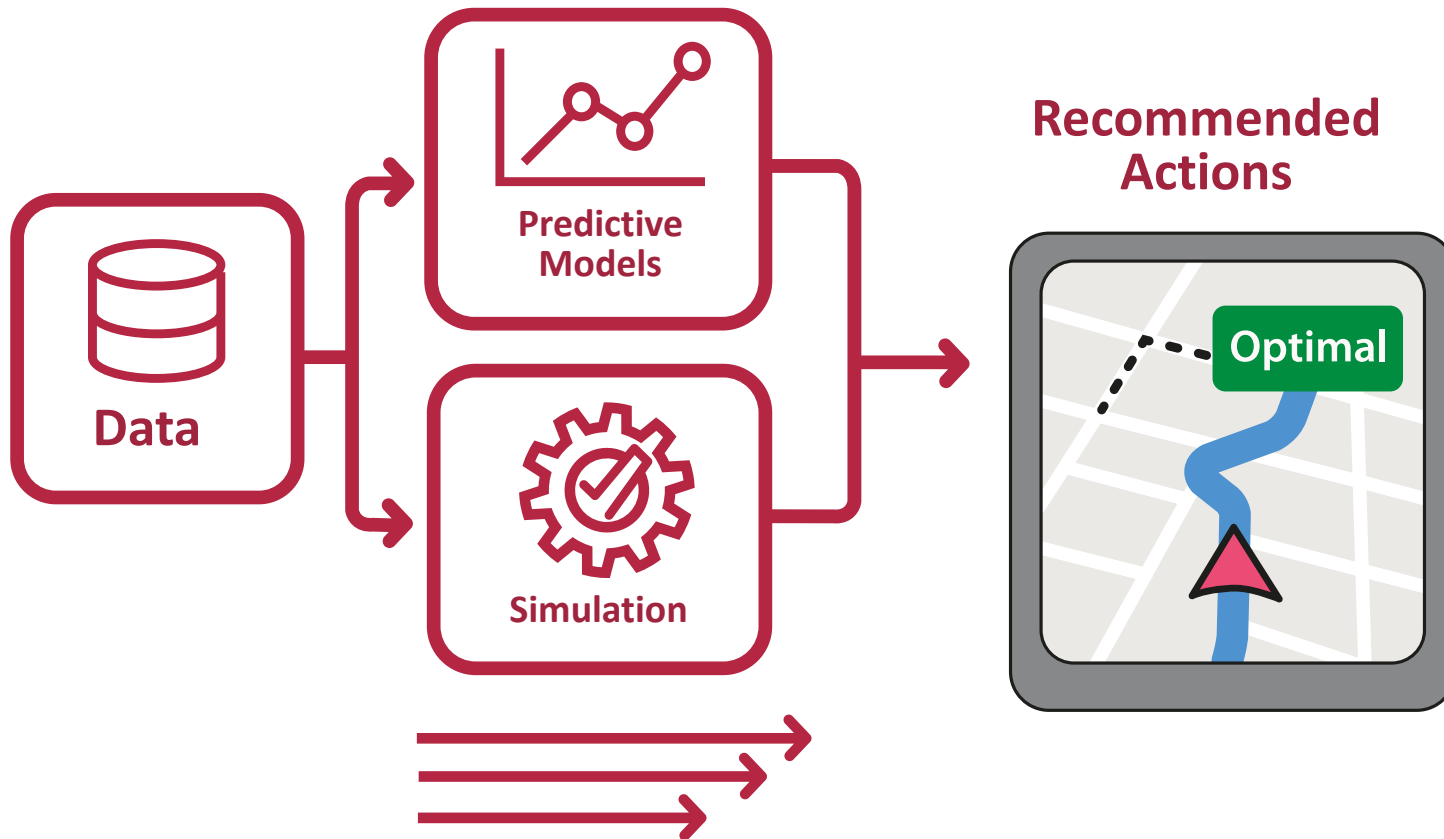 Data
Predictive
Models
Simulation
Recommended
Actions
Optimal